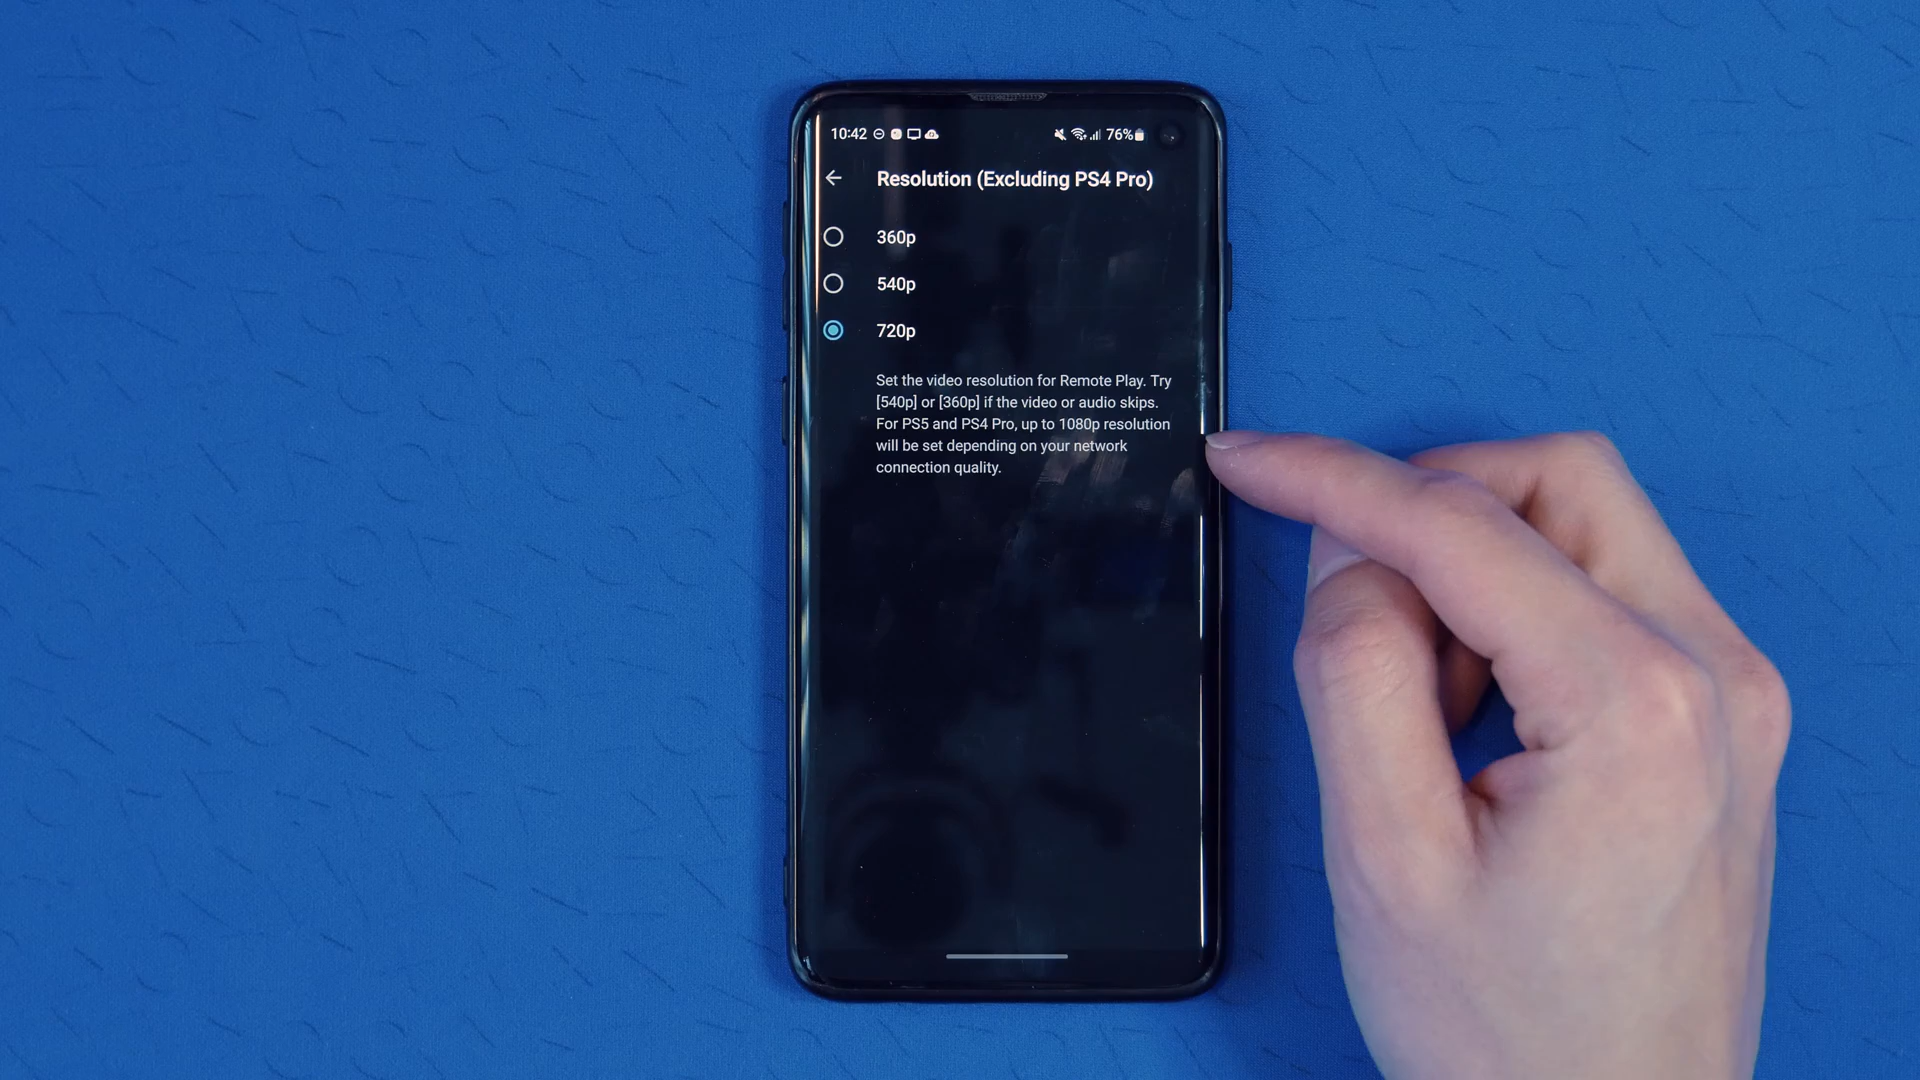 10:42
76%
Resolution (Excluding PS4 Pro)
360p
540p
720p
Set the video resolution for Remote Play. Try
[540p] or [360p] if the video or audio skips.
For PS5 and PS4 Pro, up to 1080p resolution
will be set depending on your network
connection quality.